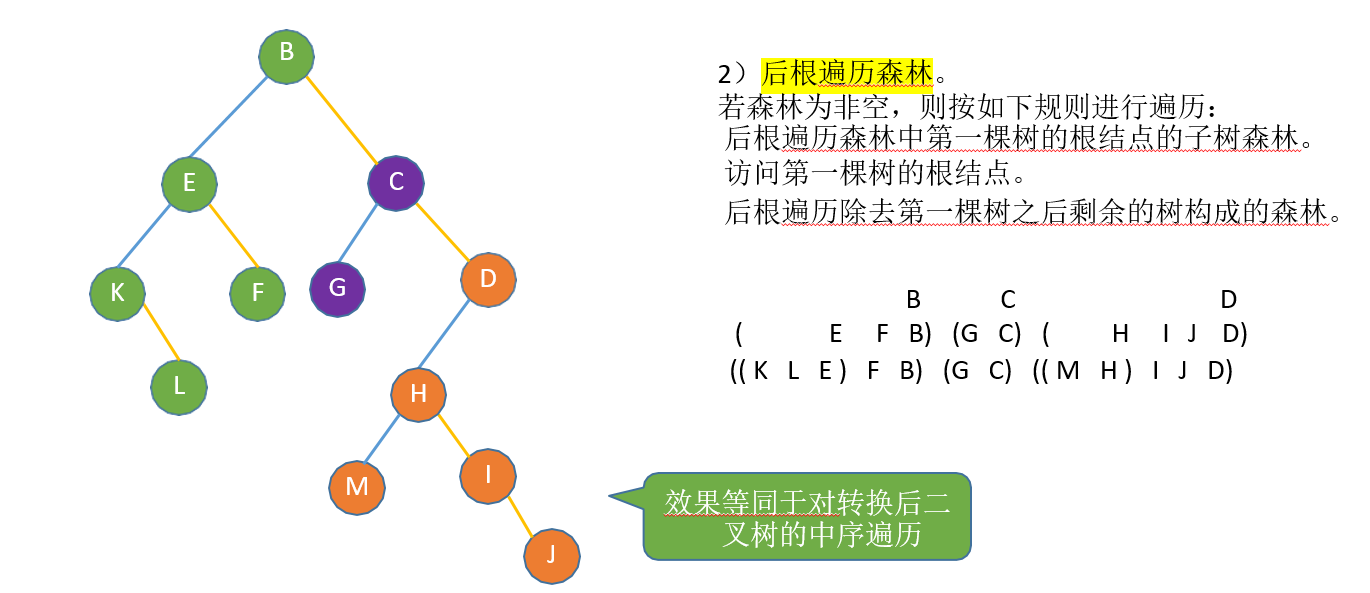 B
E
C
K
F
G
D
L
H
M
I
J
2）后根遍历森林。
若森林为非空，则按如下规则进行遍历：
后根遍历森林中第一棵树的根结点的子树森林。
访问第一棵树的根结点。
后根遍历除去第一棵树之后剩余的树构成的森林。
B C D
( E F B) (G C) ( H I J D)
(( K L E ) F B) (G C) (( M H ) I J D)
效果等同于对转换后二
叉树的中序遍历